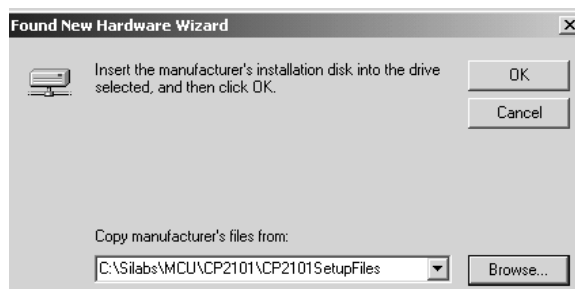 Found New Hardware Wizard
Insert the manufacturer's installation disk into the drive
selected, and then click OK.
OK
Cancel
Copy manufacturer's files from:
C:\Silabs\MCU\CP2101\CP2101SetupFiles
Browse...